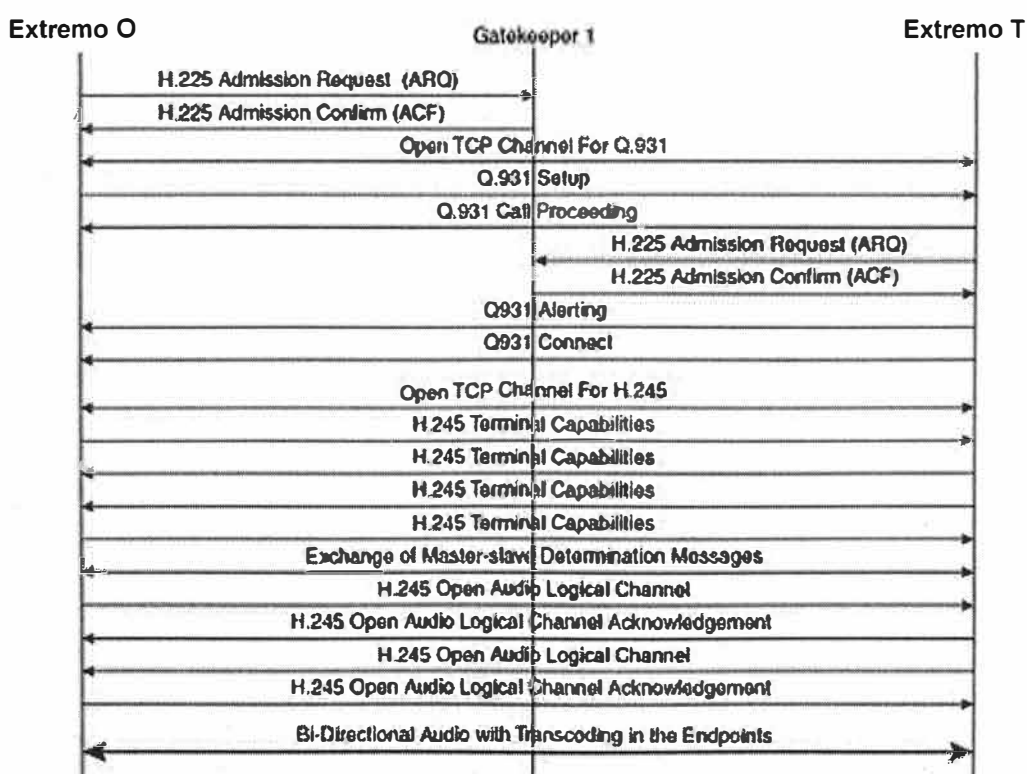 Extremo O
Gatekeeper 1
Extremo T
H.225 Admission Request (ARQ)
H.225 Admission Confirm (ACF)
Open TCP Channel For Q.931
Q.931 Setup
Q.931 Call Proceeding
H.225 Admission Request (ARQ)
H.225 Admission Confirm (ACF)
Q931 Alerting
Q931 Connect
Open TCP Channel For H.245
H.245 Terminal Capabilities
H.245 Terminal Capabilities
H.245 Terminal Capabilities
H.245 Terminal Capabilities
Exchange of Master-slave Determination Messages
H.245 Open Audio Logical Channel
H.245 Open Audio Logical Channel Acknowledgement
H.245 Open Audio Logical Channel
H.245 Open Audio Logical Channel Acknowledgement
Bi-Directional Audio with Transcoding in the Endpoints